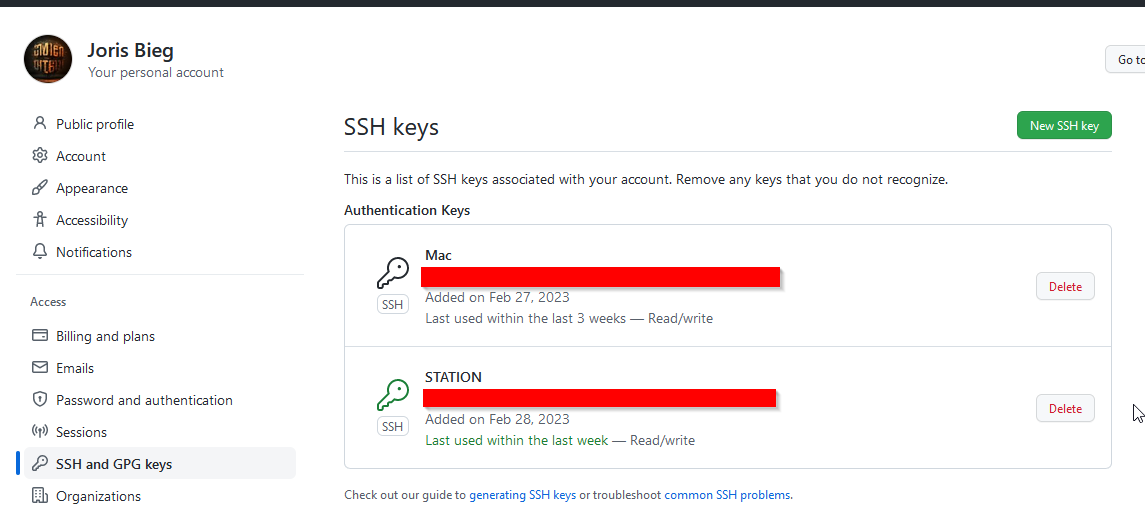 Joris Bieg
Your personal account
Go to
Public profile
Account
Appearance
Accessibility
Notifications
Access
Billing and plans
Emails
Password and authentication
Sessions
SSH and GPG keys
Organizations
SSH keys
New SSH key
This is a list of SSH keys associated with your account. Remove any keys that you do not recognize.
Authentication Keys
Mac
SSH
Added on Feb 27, 2023
Last used within the last 3 weeks — Read/write
Delete
STATION
SSH
Added on Feb 28, 2023
Last used within the last week — Read/write
Delete
Check out our guide to generating SSH keys or troubleshoot common SSH problems.